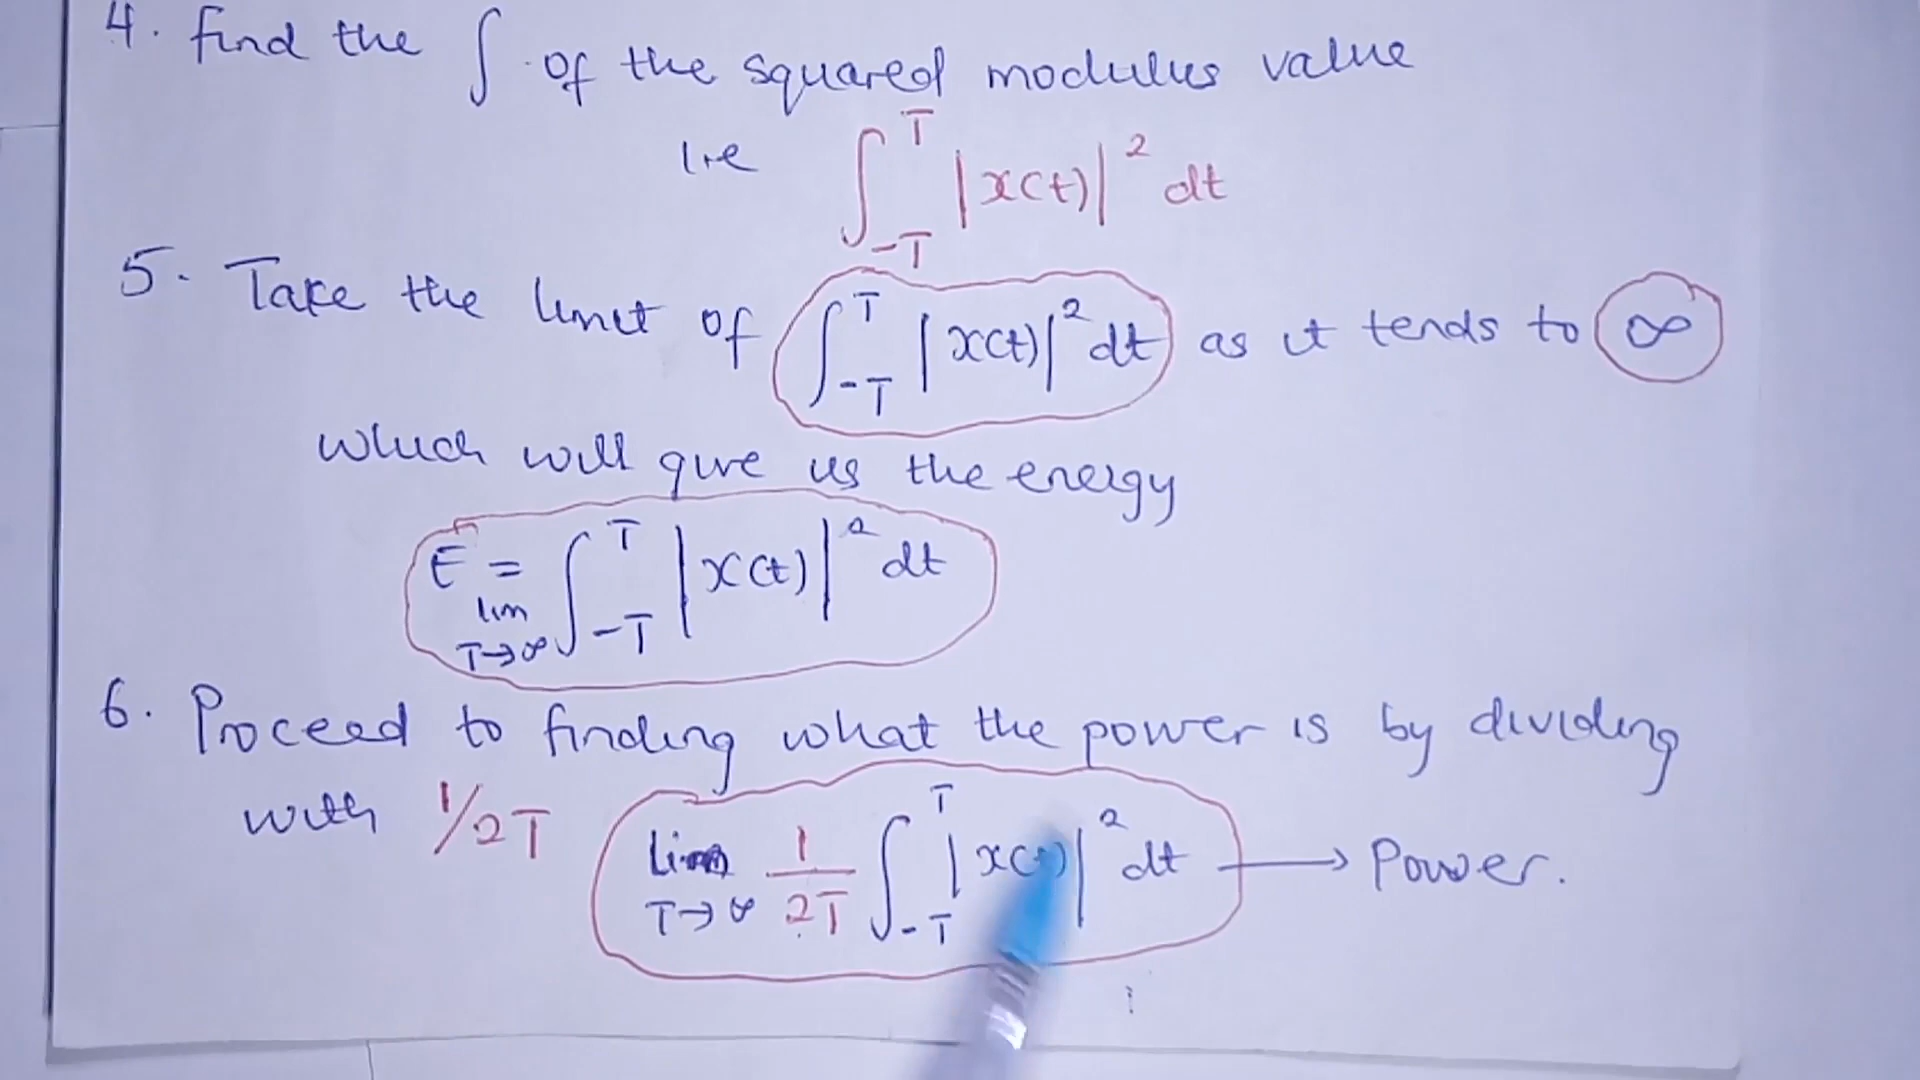 4. find the ∫ of the squared modulus value
i.e ∫_{-T}^{T} |x(t)|² dt
5. Take the limit of ∫_{-T}^{T} |x(t)|² dt as it tends to ∞
which will give us the energy
E = lim_{T→∞} ∫_{-T}^{T} |x(t)|² dt
6. Proceed to finding what the power is by dividing
with 1/2T lim_{T→∞} 1/2T ∫_{-T}^{T} |x(t)|² dt → Power.